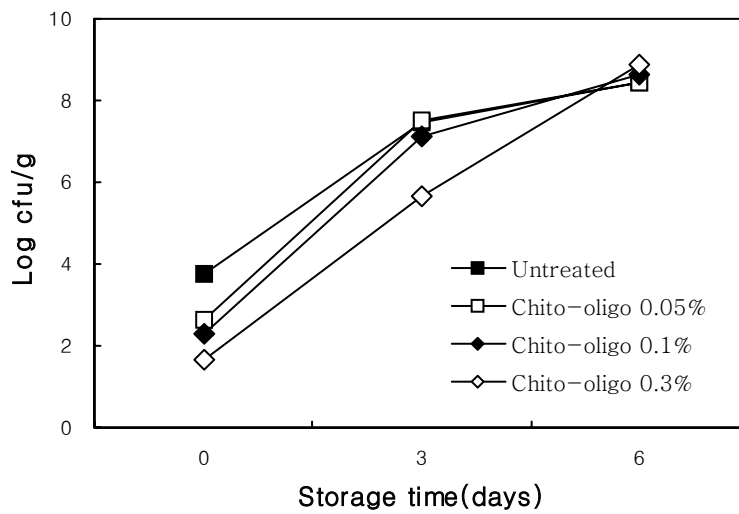 10
8
6
4
2
0
Log cfu/g
Untreated
Chito-oligo 0.05%
Chito-oligo 0.1%
Chito-oligo 0.3%
0 3 6
Storage time(days)